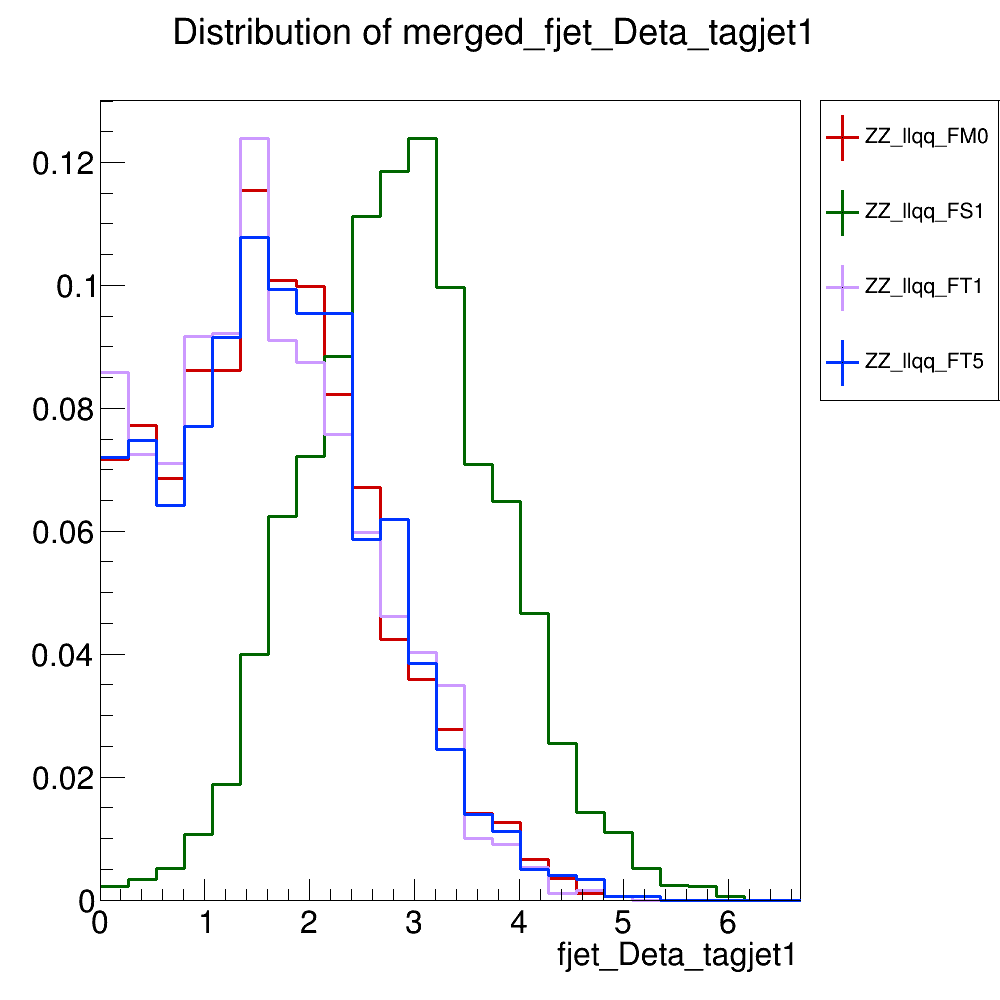 Distribution of merged_fjet_Deta_tagjet1
ZZ_llqq_FM0
ZZ_llqq_FS1
ZZ_llqq_FT1
ZZ_llqq_FT5
0.12
0.1
0.08
0.06
0.04
0.02
0
0 1 2 3 4 5 6
fjet_Deta_tagjet1